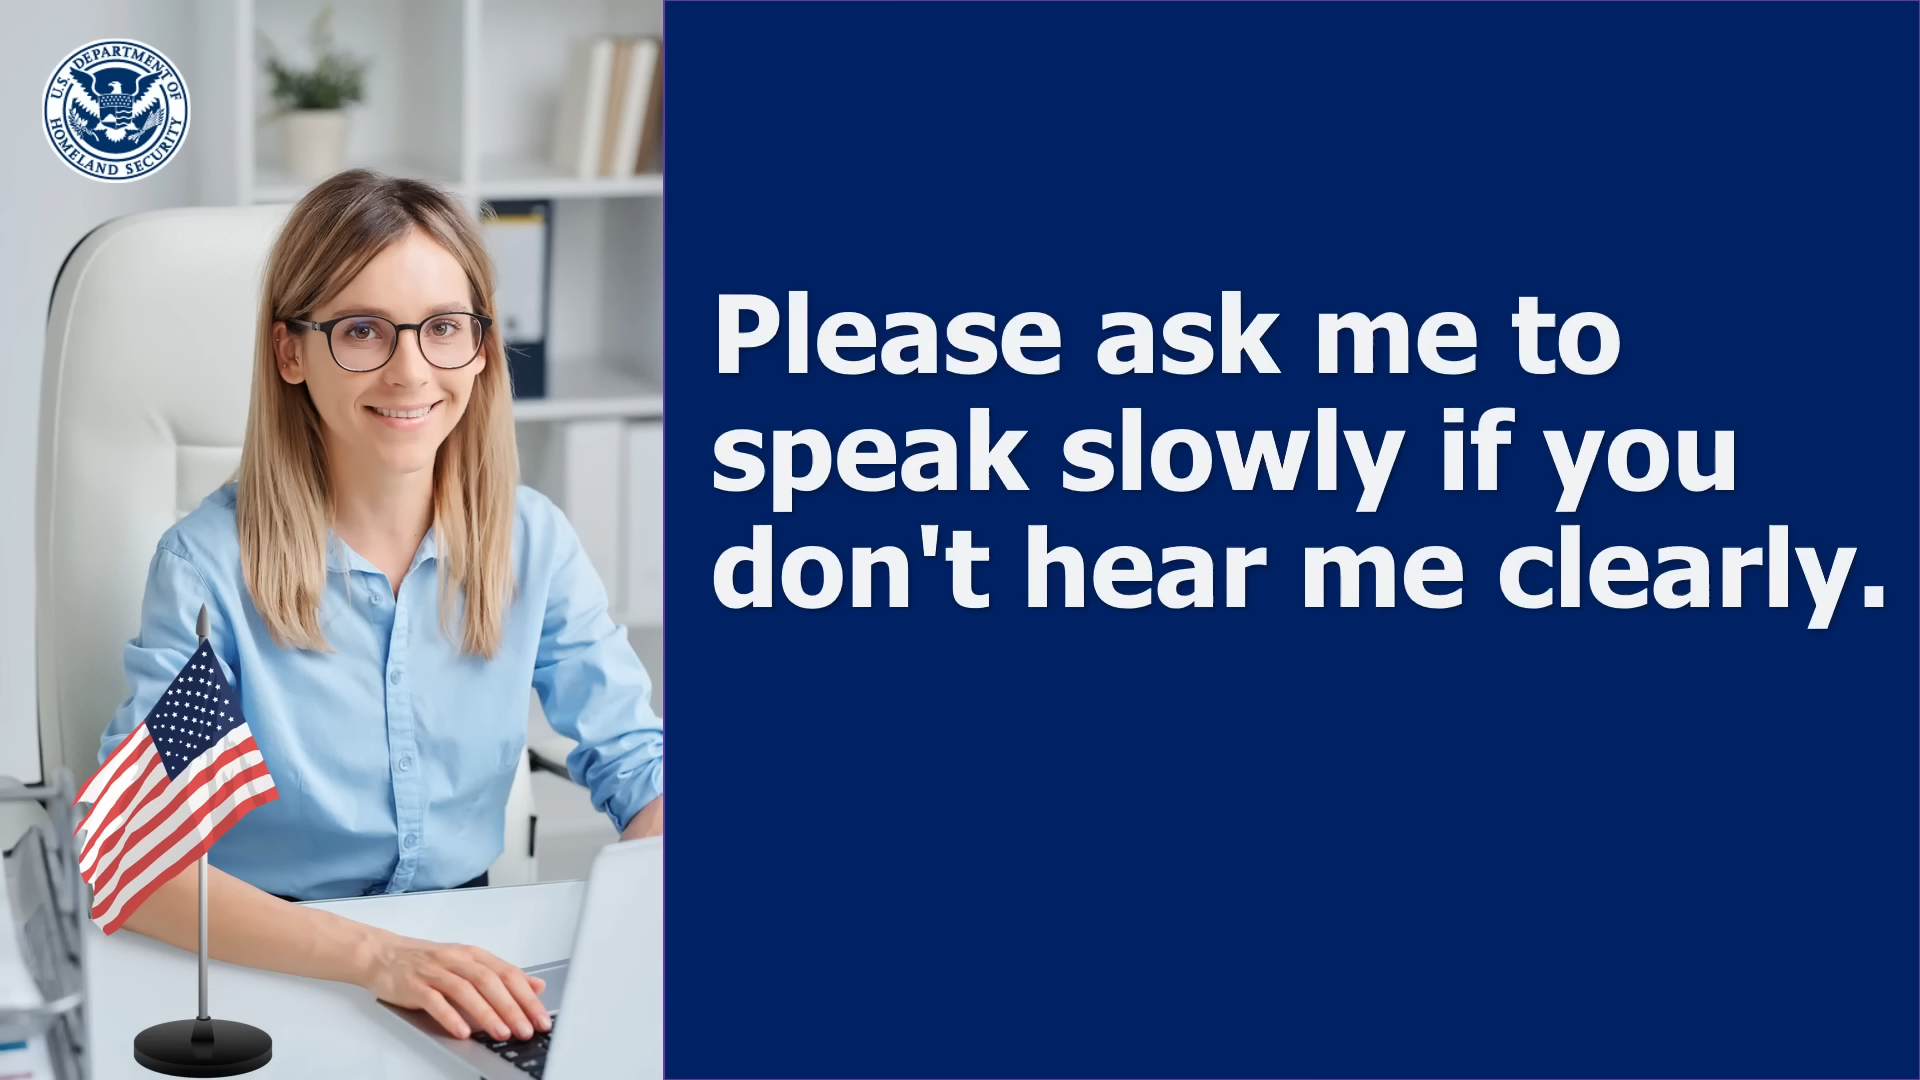 U.S. DEPARTMENT OF
HOMELAND SECURITY
Please ask me to
speak slowly if you
don't hear me clearly.